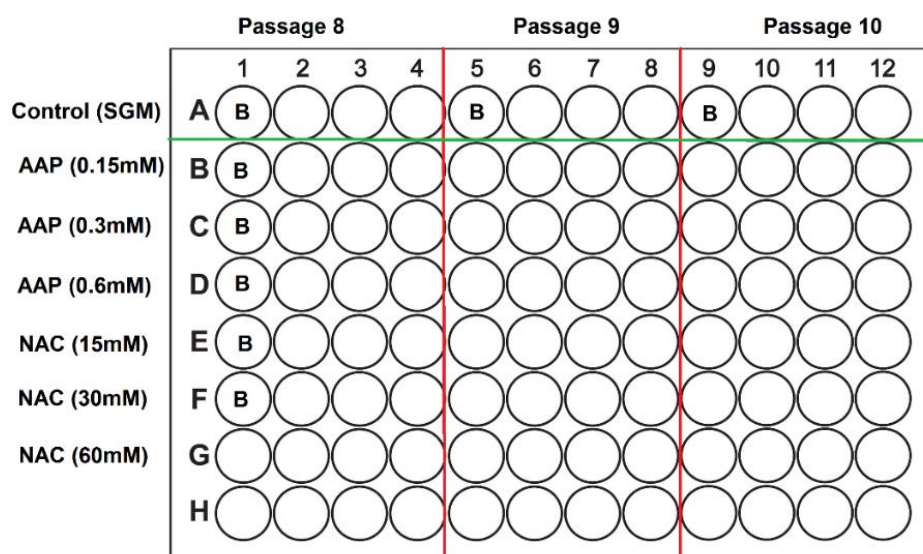 Passage 8 Passage 9 Passage 10
1 2 3 4 5 6 7 8 9 10 11 12
Control (SGM) A B B B
AAP (0.15mM) B B
AAP (0.3mM) C B
AAP (0.6mM) D B
NAC (15mM) E B
NAC (30mM) F B
NAC (60mM) G
H